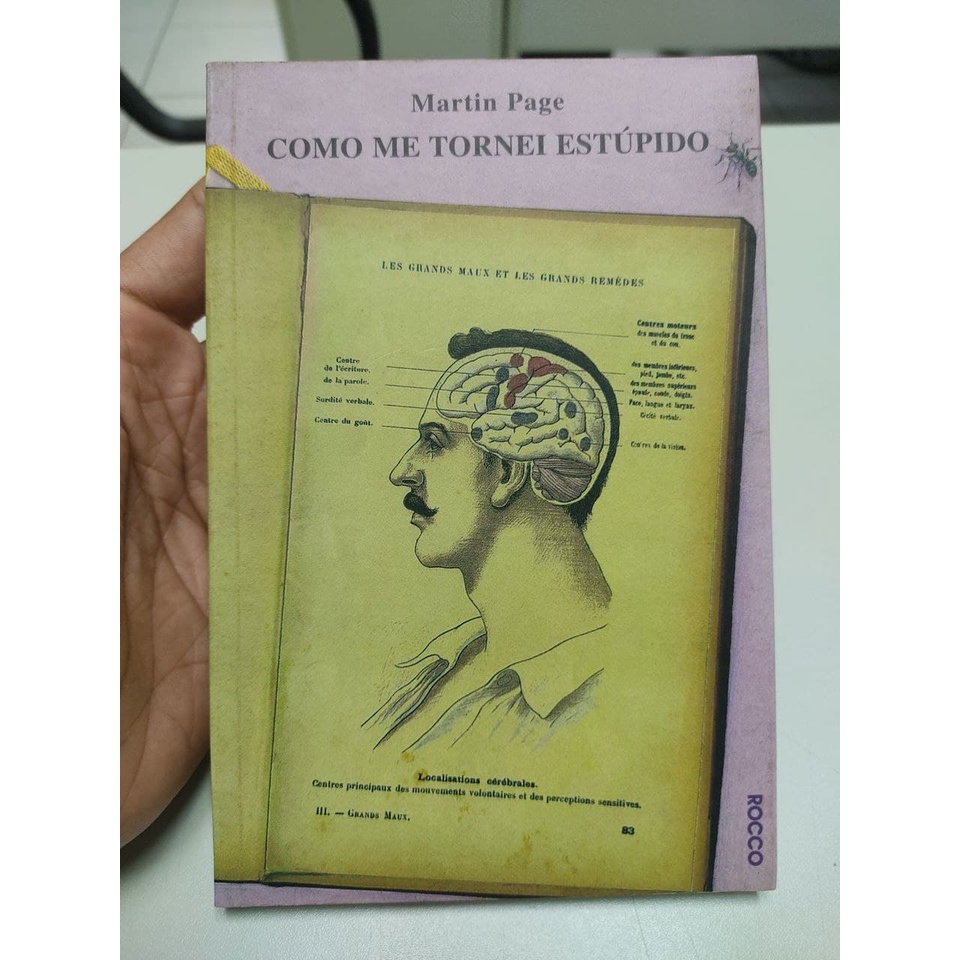 Martin Page
COMO ME TORNEI ESTÚPIDO
LES GRANDS MAUX ET LES GRANDS REMÈDES
Centre
de l'écriture.
de la parole.
Surdité verbale.
Centre du goût.
Centres moteurs
des muscles du tronc
et du cou.
des membres inférieurs,
pied, jambe, etc.
des membres supérieurs
épaule, coude, doigts.
Face, langue et larynx.
Cécité verbale.
Centres de la vision.
Localisations cérébrales.
Centres principaux des mouvements volontaires et des perceptions sensitives.
III. — GRANDS MAUX.
83
ROCCO